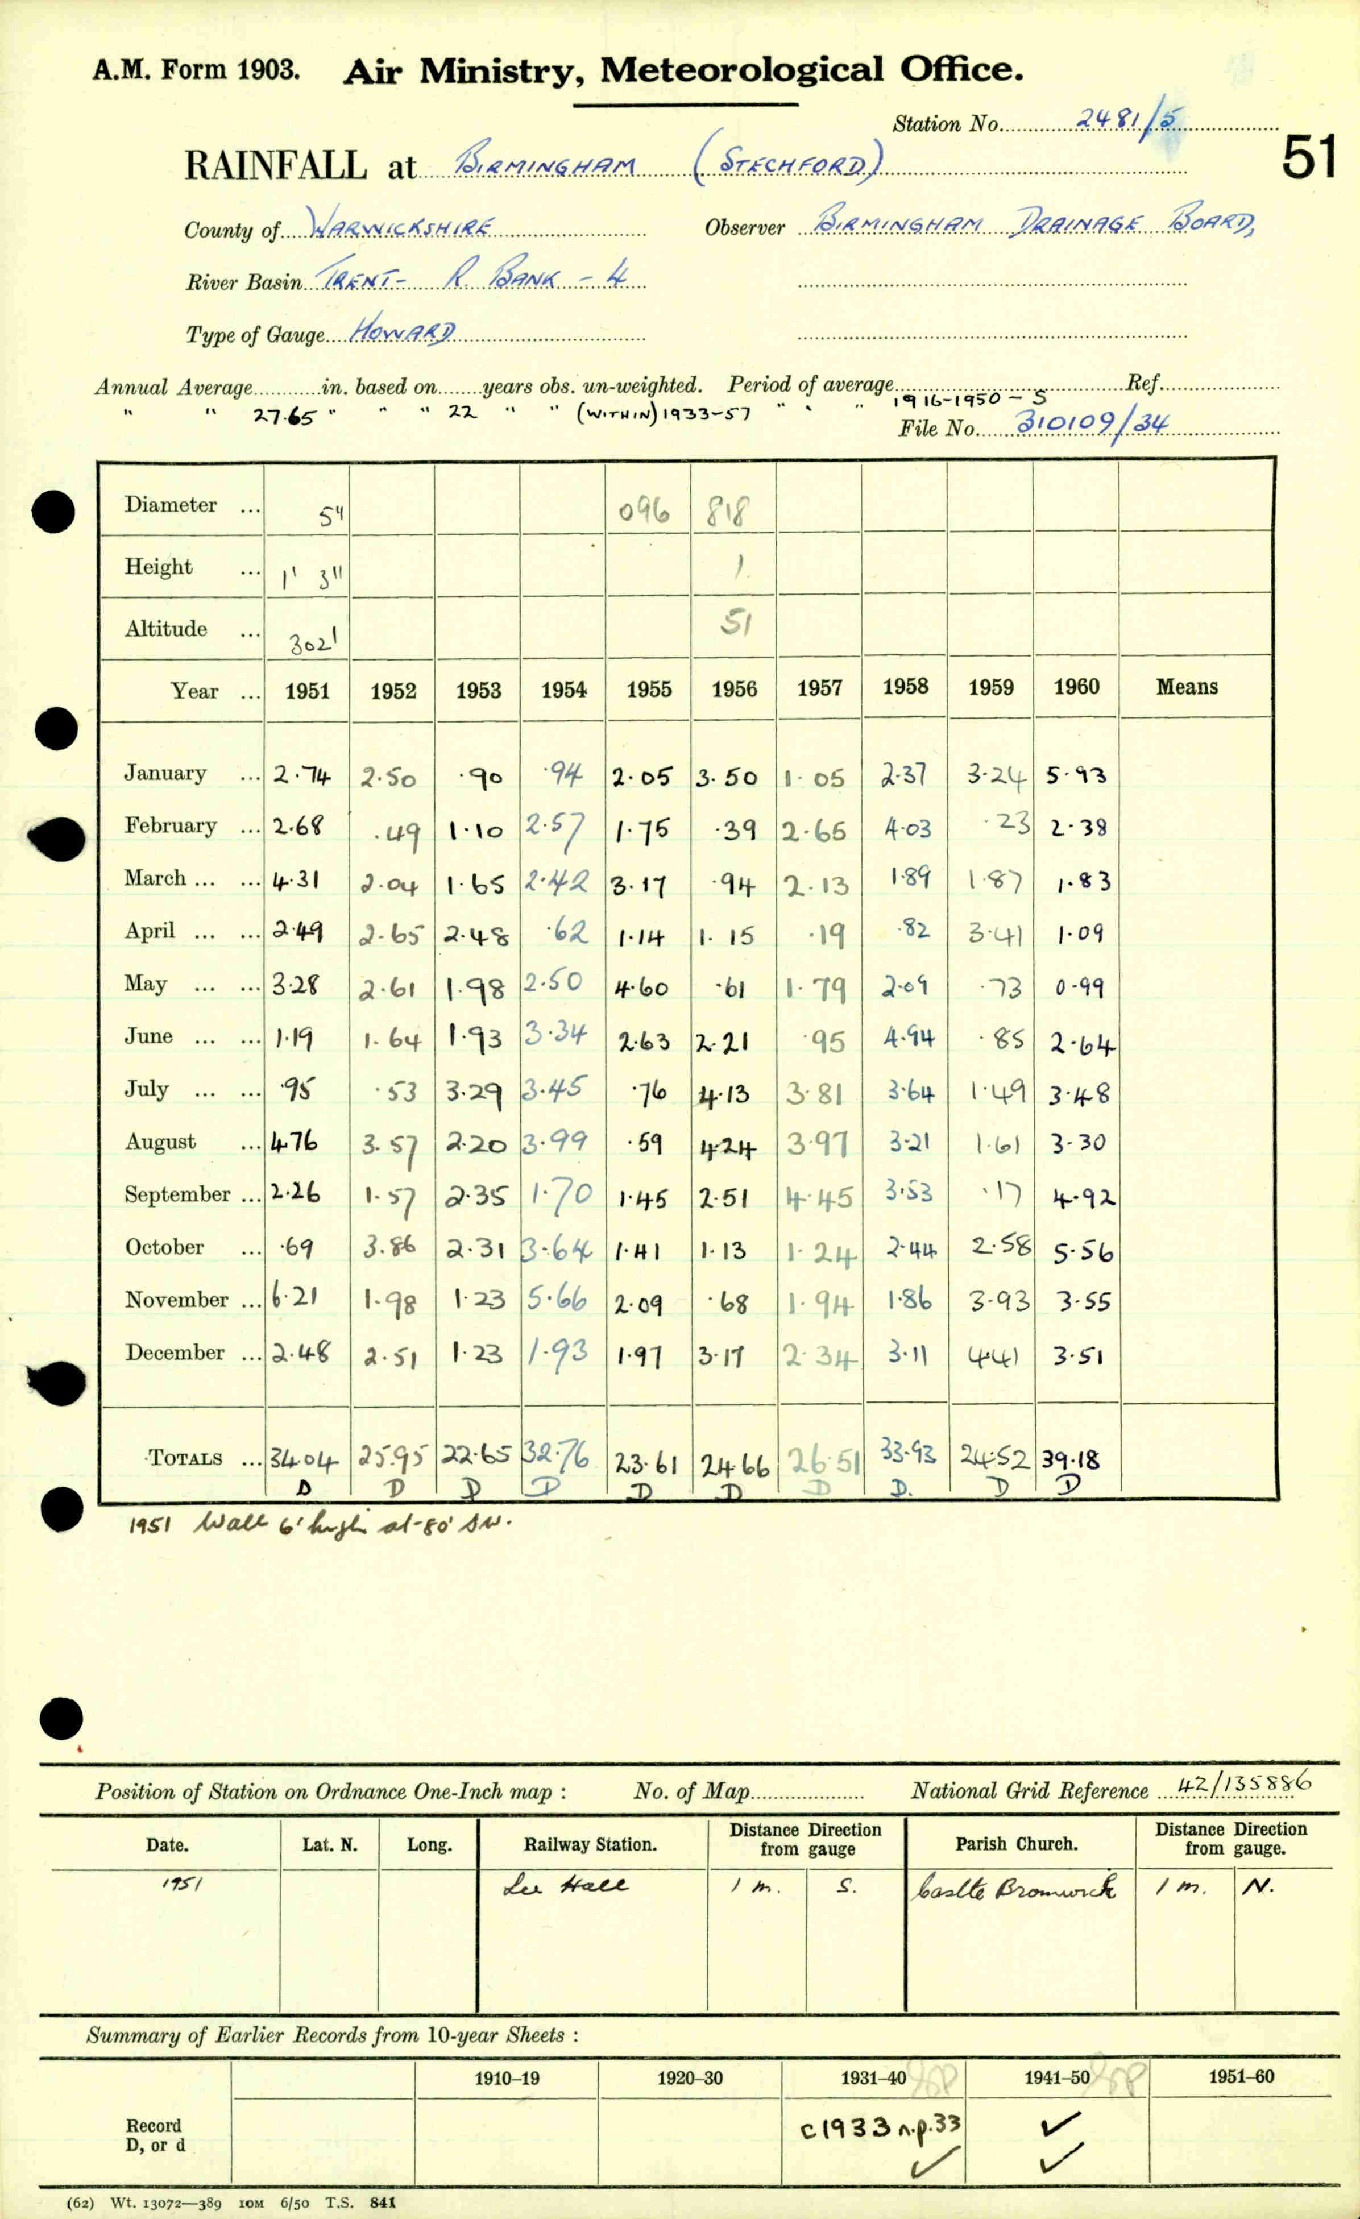 A.M. Form 1903. Air Ministry, Meteorological Office.
Station No. 2481/5
51
RAINFALL at BIRMINGHAM (STECHFORD)
County of WARWICKSHIRE Observer BIRMINGHAM DRAINAGE BOARD,
River Basin TRENT- R. BANK - 4
Type of Gauge HOWARD
Annual Average in. based on years obs. un-weighted. Period of average Ref.
" " 27.65 " " " 22 " " (WITHIN) 1933-57 " " " 1916-1950 - S
File No. 310109/34
Diameter ... 5" 096 818
Height ... 1' 3" 1
Altitude ... 302' 51
Year ... 1951 1952 1953 1954 1955 1956 1957 1958 1959 1960 Means
January ... 2.74 2.50 .90 .94 2.05 3.50 1.05 2.37 3.24 5.93
February ... 2.68 .49 1.10 2.57 1.75 .39 2.65 4.03 .23 2.38
March ... ... 4.31 2.04 1.65 2.42 3.17 .94 2.13 1.89 1.87 1.83
April ... ... 2.49 2.65 2.48 .62 1.14 1.15 .19 .82 3.41 1.09
May ... ... 3.28 2.61 1.98 2.50 4.60 .61 1.79 2.09 .73 0.99
June ... ... 1.19 1.64 1.93 3.34 2.63 2.21 .95 4.94 .85 2.64
July ... ... .95 .53 3.29 3.45 .76 4.13 3.81 3.64 1.49 3.48
August ... 4.76 3.57 2.20 3.99 .59 4.24 3.97 3.21 1.61 3.30
September ... 2.26 1.57 2.35 1.70 1.45 2.51 4.45 3.53 .17 4.92
October ... .69 3.86 2.31 3.64 1.41 1.13 1.24 2.44 2.58 5.56
November ... 6.21 1.98 1.23 5.66 2.09 .68 1.94 1.86 3.93 3.55
December ... 2.48 2.51 1.23 1.93 1.97 3.17 2.34 3.11 4.41 3.51
TOTALS ... 34.04 25.95 22.65 32.76 23.61 24.66 26.51 33.93 24.52 39.18
D D D D D D D D. D D
1951 Wall 6' high at 80' SW.
Position of Station on Ordnance One-Inch map : No. of Map National Grid Reference 42/135886
Date. Lat. N. Long. Railway Station. Distance Direction from gauge Parish Church. Distance Direction from gauge.
1951 Lea Hall 1 m. S. Caslte Bromwich 1 m. N.
Summary of Earlier Records from 10-year Sheets :
1910-19 1920-30 1931-40 1941-50 1951-60
Record
D, or d
c1933 n.p.33 ✓
✓ ✓
(62) Wt. 13072—389 10M 6/50 T.S. 841